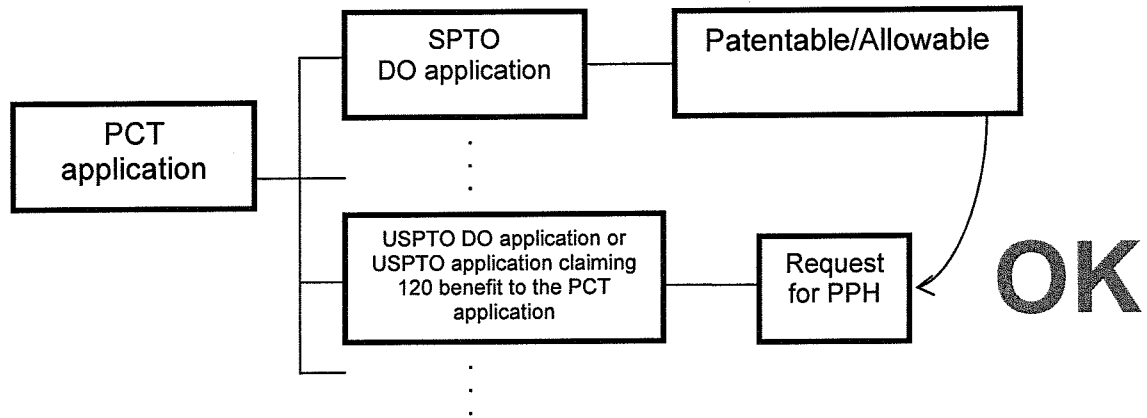 SPTO
DO application
Patentable/Allowable
PCT
application
USPTO DO application or
USPTO application claiming
120 benefit to the PCT
application
Request
for PPH
OK